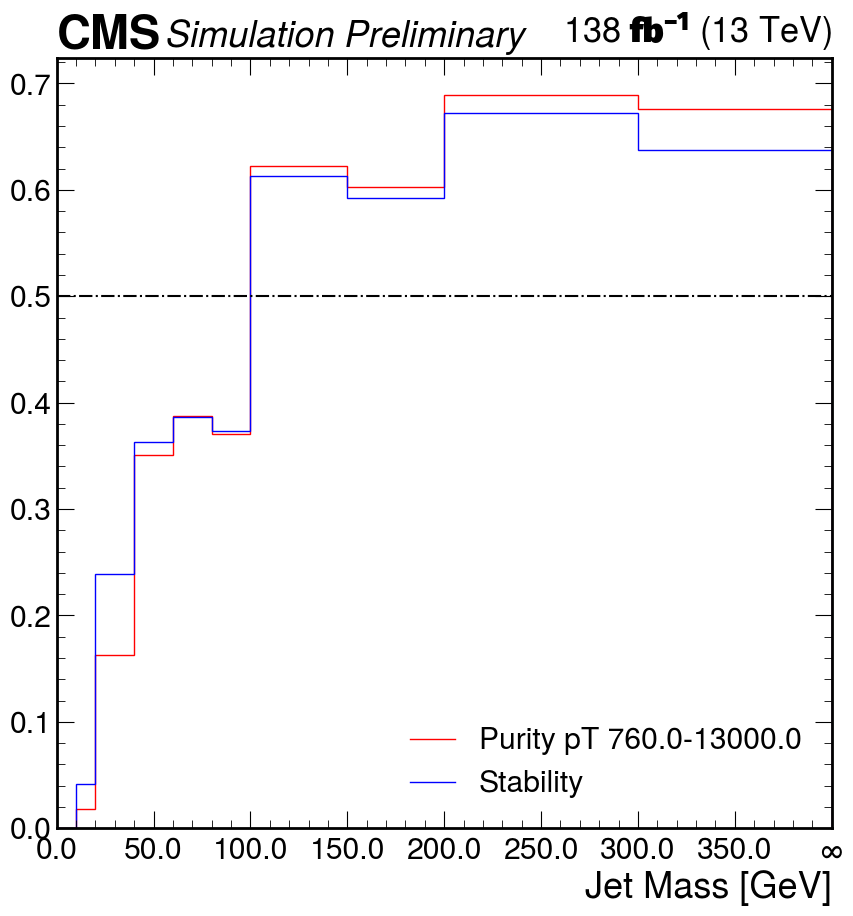 CMS Simulation Preliminary 138 fb⁻¹ (13 TeV)
0.7
0.6
0.5
0.4
0.3
0.2
0.1
0.0
Purity pT 760.0-13000.0
Stability
0.0 50.0 100.0 150.0 200.0 250.0 300.0 350.0 ∞
Jet Mass [GeV]